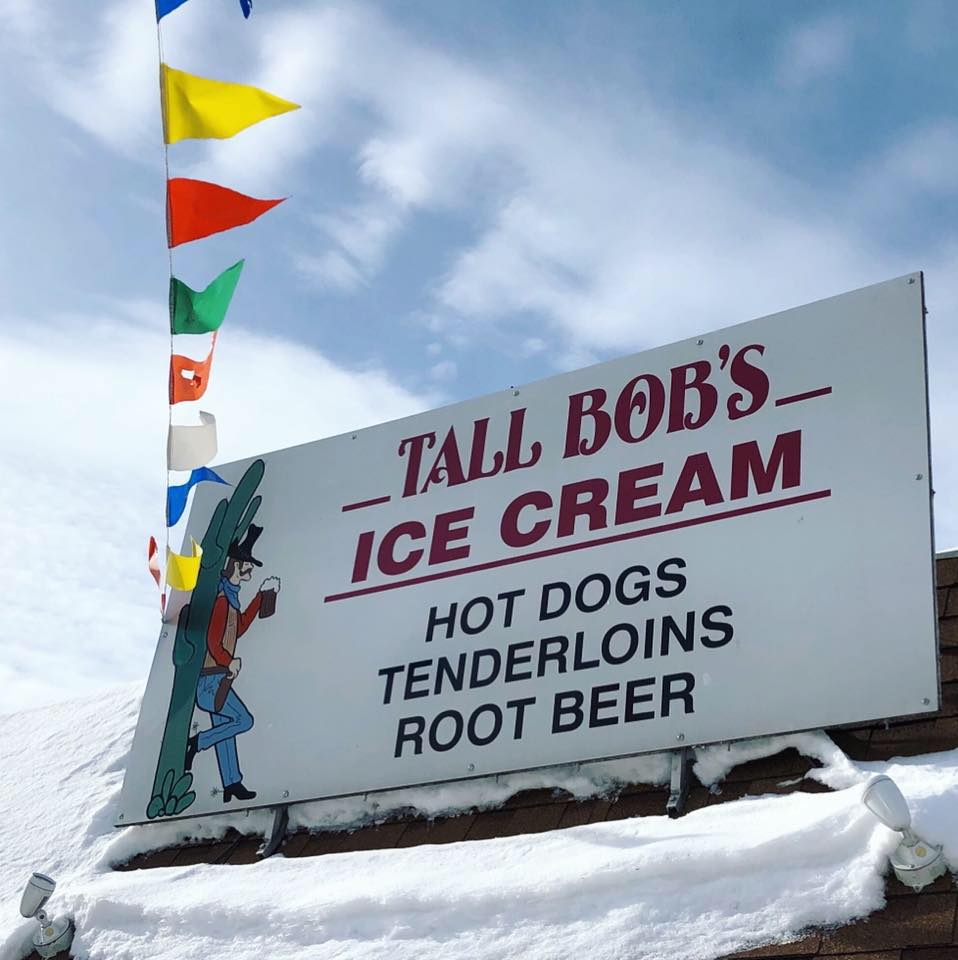 TALL BOB'S
ICE CREAM
HOT DOGS
TENDERLOINS
ROOT BEER